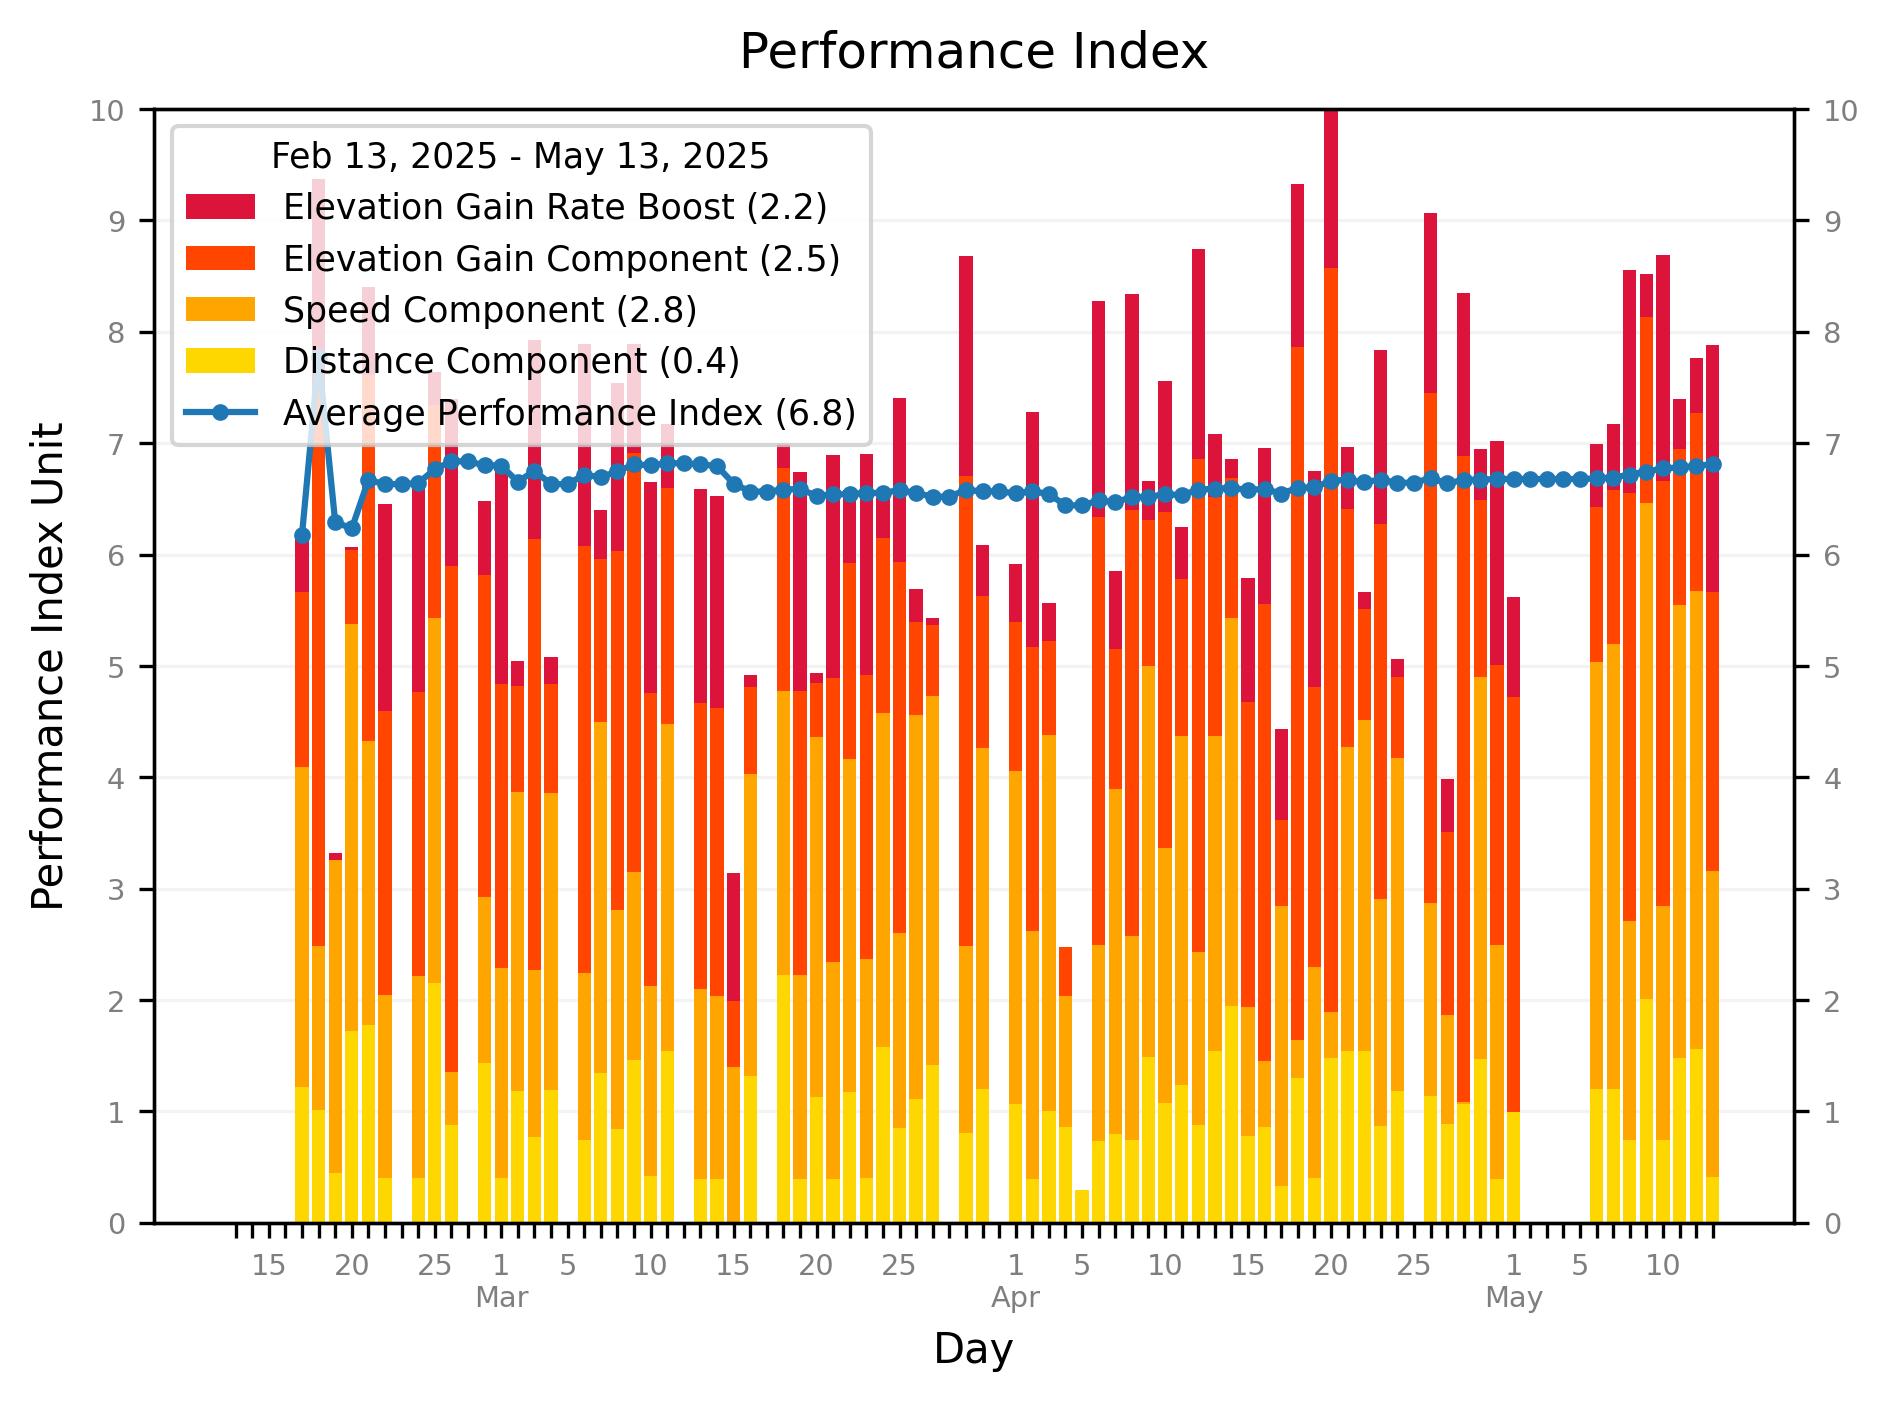 Performance Index
10
9
8
7
6
5
4
3
2
1
0
Performance Index Unit
Feb 13, 2025 - May 13, 2025
Elevation Gain Rate Boost (2.2)
Elevation Gain Component (2.5)
Speed Component (2.8)
Distance Component (0.4)
Average Performance Index (6.8)
10
9
8
7
6
5
4
3
2
1
0
15 20 25 1 5 10 15 20 25 1 5 10 15 20 25 1 5 10
Mar Apr May
Day